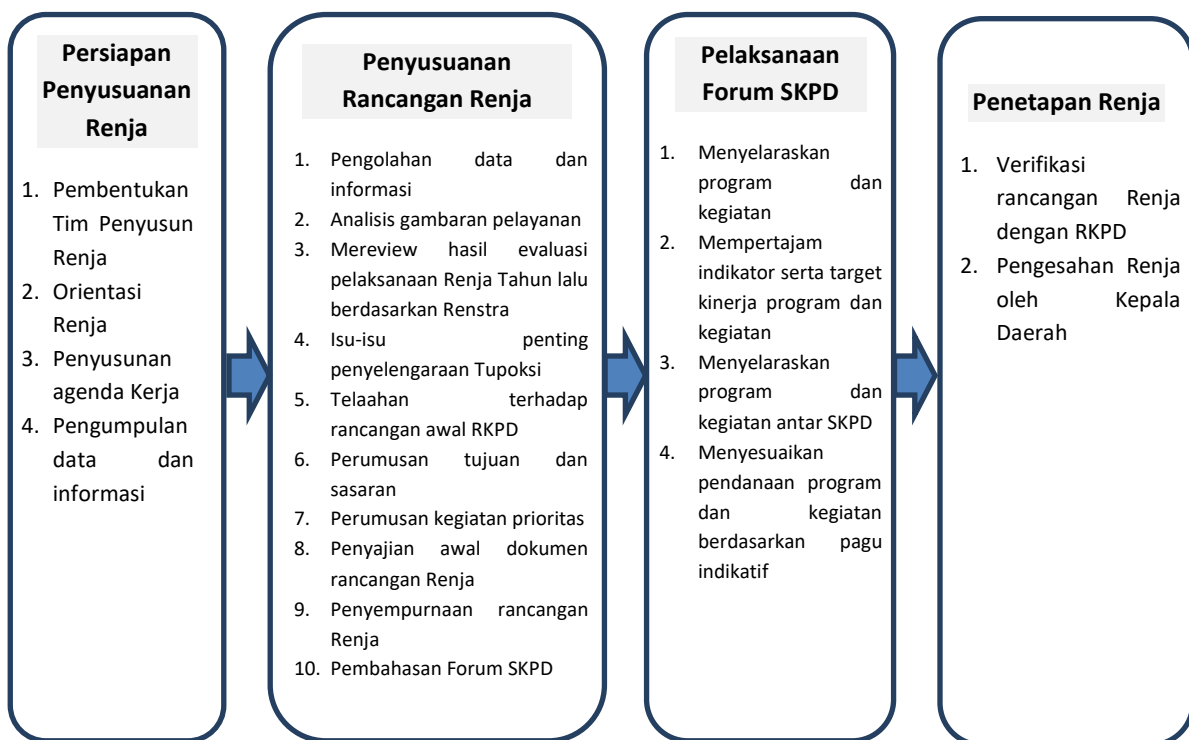 Persiapan
Penyusuanan
Renja
1. Pembentukan
Tim Penyusun
Renja
2. Orientasi
Renja
3. Penyusunan
agenda Kerja
4. Pengumpulan
data dan
informasi
Penyusuanan
Rancangan Renja
1. Pengolahan data dan
informasi
2. Analisis gambaran pelayanan
3. Mereview hasil evaluasi
pelaksanaan Renja Tahun lalu
berdasarkan Renstra
4. Isu-isu penting
penyelengaraan Tupoksi
5. Telaahan terhadap
rancangan awal RKPD
6. Perumusan tujuan dan
sasaran
7. Perumusan kegiatan prioritas
8. Penyajian awal dokumen
rancangan Renja
9. Penyempurnaan rancangan
Renja
10. Pembahasan Forum SKPD
Pelaksanaan
Forum SKPD
1. Menyelaraskan
program dan
kegiatan
2. Mempertajam
indikator serta target
kinerja program dan
kegiatan
3. Menyelaraskan
program dan
kegiatan antar SKPD
4. Menyesuaikan
pendanaan program
dan kegiatan
berdasarkan pagu
indikatif
Penetapan Renja
1. Verifikasi
rancangan Renja
dengan RKPD
2. Pengesahan Renja
oleh Kepala
Daerah